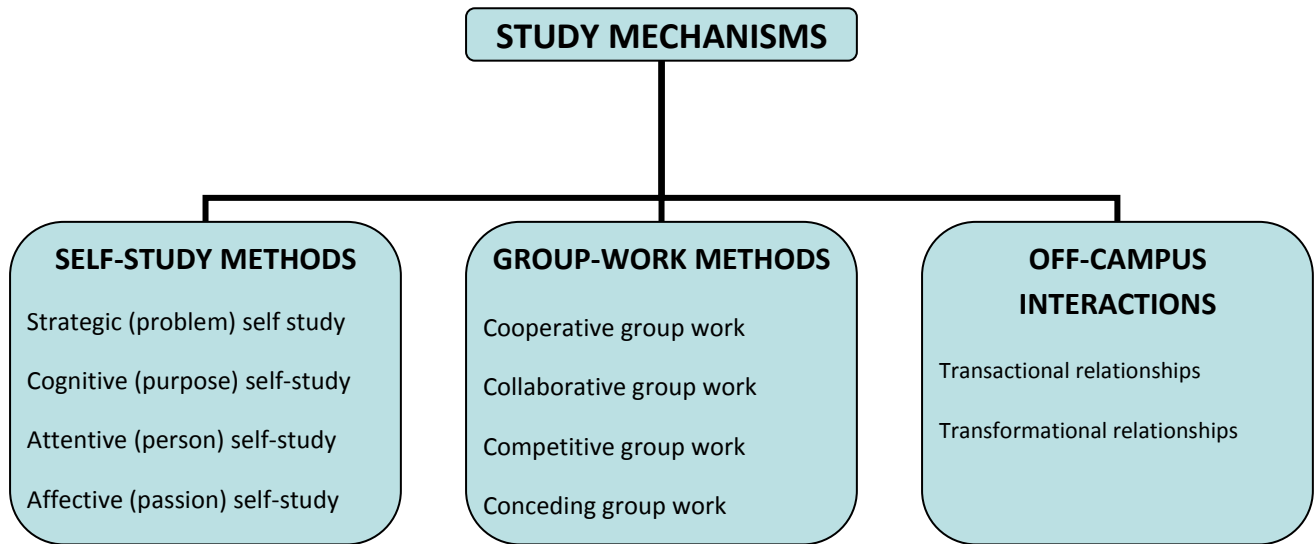 STUDY MECHANISMS
SELF-STUDY METHODS
Strategic (problem) self study
Cognitive (purpose) self-study
Attentive (person) self-study
Affective (passion) self-study
GROUP-WORK METHODS
Cooperative group work
Collaborative group work
Competitive group work
Conceding group work
OFF-CAMPUS
INTERACTIONS
Transactional relationships
Transformational relationships